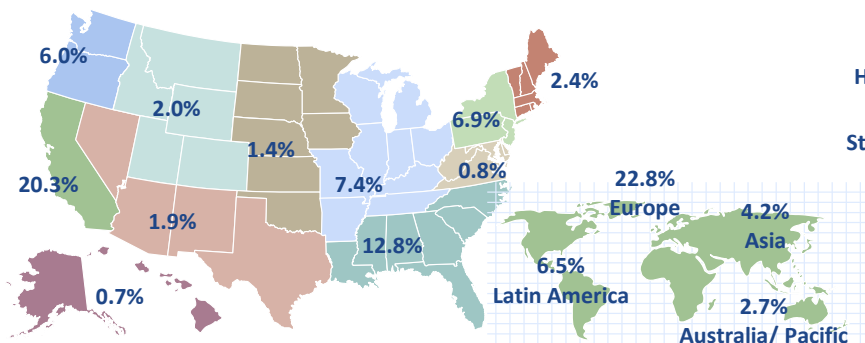 6.0%
2.4%
H
2.0%
6.9%
1.4%
St
0.8%
20.3%
7.4%
22.8%
Europe
4.2%
Asia
1.9%
12.8%
6.5%
Latin America
0.7%
2.7%
Australia/ Pacific